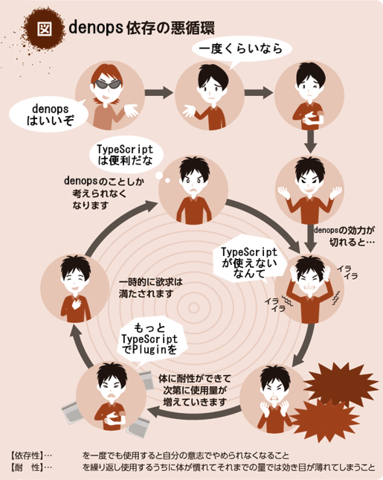 図 denops 依存の悪循環
一度くらいなら
denops
はいいぞ
TypeScript
は便利だな
denopsのことしか
考えられなく
なります
denopsの効力が
切れると…
TypeScript
が使えない
なんて
イライラ
イライラ
一時的に欲求は
満たされます
もっと
TypeScript
でPluginを
体に耐性ができて
次第に使用量が
増えていきます
【依存性】… を一度でも使用すると自分の意志でやめられなくなること
【耐 性】… を繰り返し使用するうちに体が慣れてそれまでの量では効き目が薄れてしまうこと